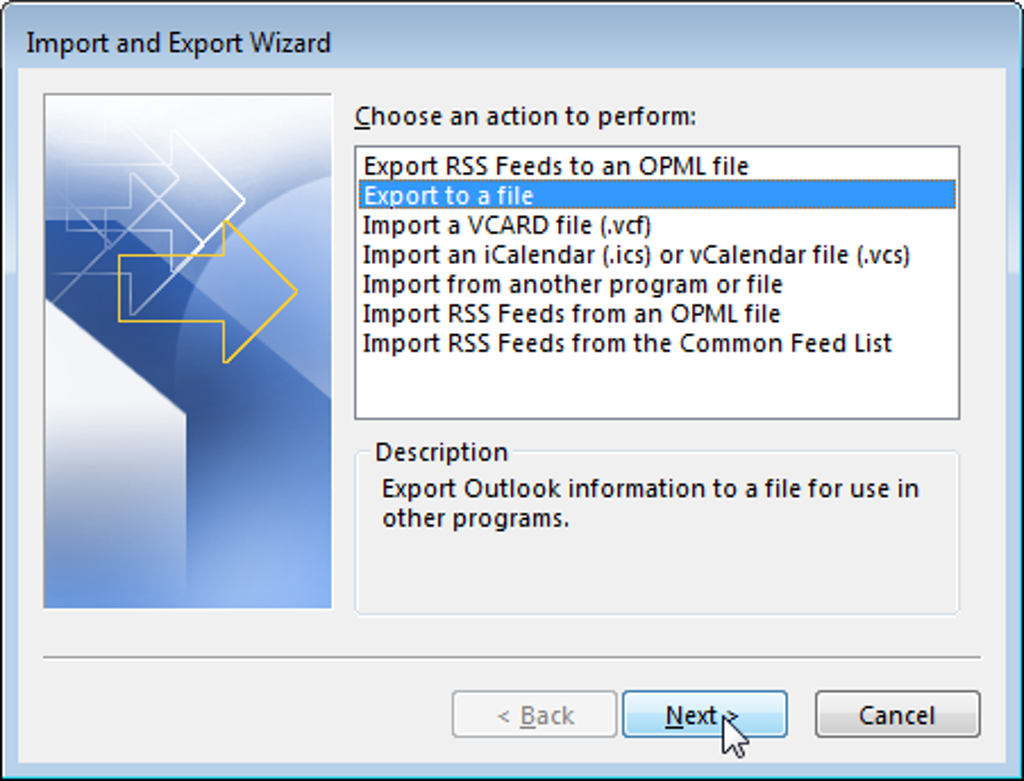 Import and Export Wizard
Choose an action to perform:
Export RSS Feeds to an OPML file
Export to a file
Import a VCARD file (.vcf)
Import an iCalendar (.ics) or vCalendar file (.vcs)
Import from another program or file
Import RSS Feeds from an OPML file
Import RSS Feeds from the Common Feed List
Description
Export Outlook information to a file for use in
other programs.
< Back Next > Cancel